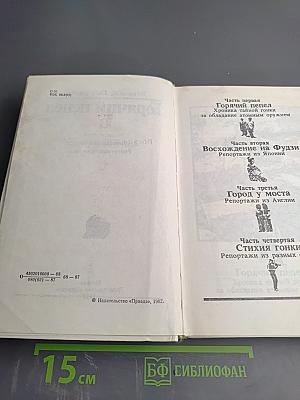 Часть первая
Горячий пепел
Хроника тайной гонки
за обладание атомным оружием
Часть вторая
Восхождение на Фудзи
Репортажи из Японии
Часть третья
Город у моста
Репортажи из Англии
Часть четвертая
Стихия гонки
Репортажи из разных
© Издательство «Правда», 1987.
15 см
БФ БИБЛИОФАН